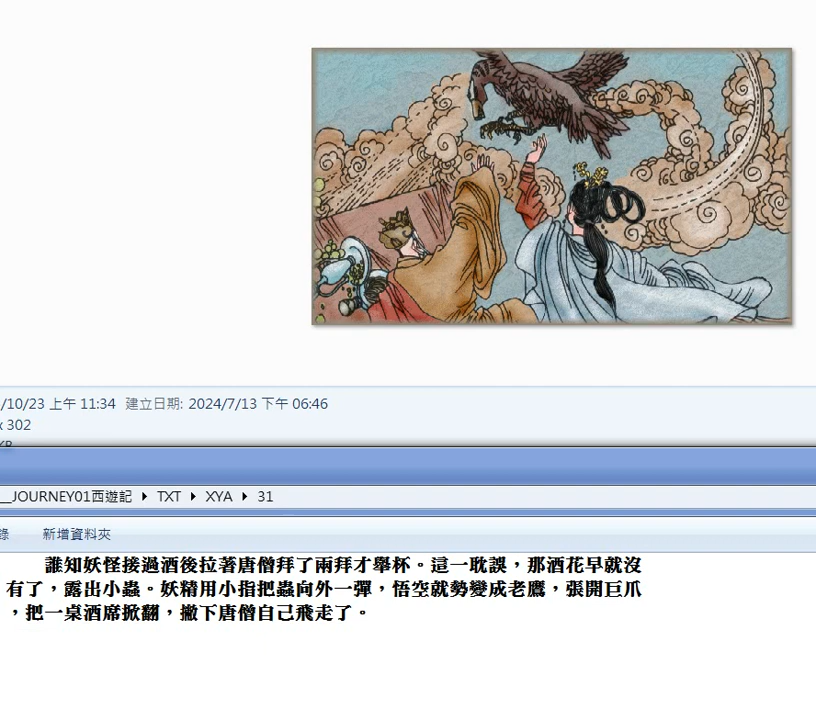 /10/23 上午 11:34 建立日期: 2024/7/13 下午 06:46
x 302
KB
__JOURNEY01西遊記 ▸ TXT ▸ XYA ▸ 31
錄 新增資料夾
誰知妖怪接過酒後拉著唐僧拜了兩拜才舉杯。這一耽誤，那酒花早就沒
有了，露出小蟲。妖精用小指把蟲向外一彈，悟空就勢變成老鷹，張開巨爪
，把一桌酒席掀翻，撇下唐僧自己飛走了。